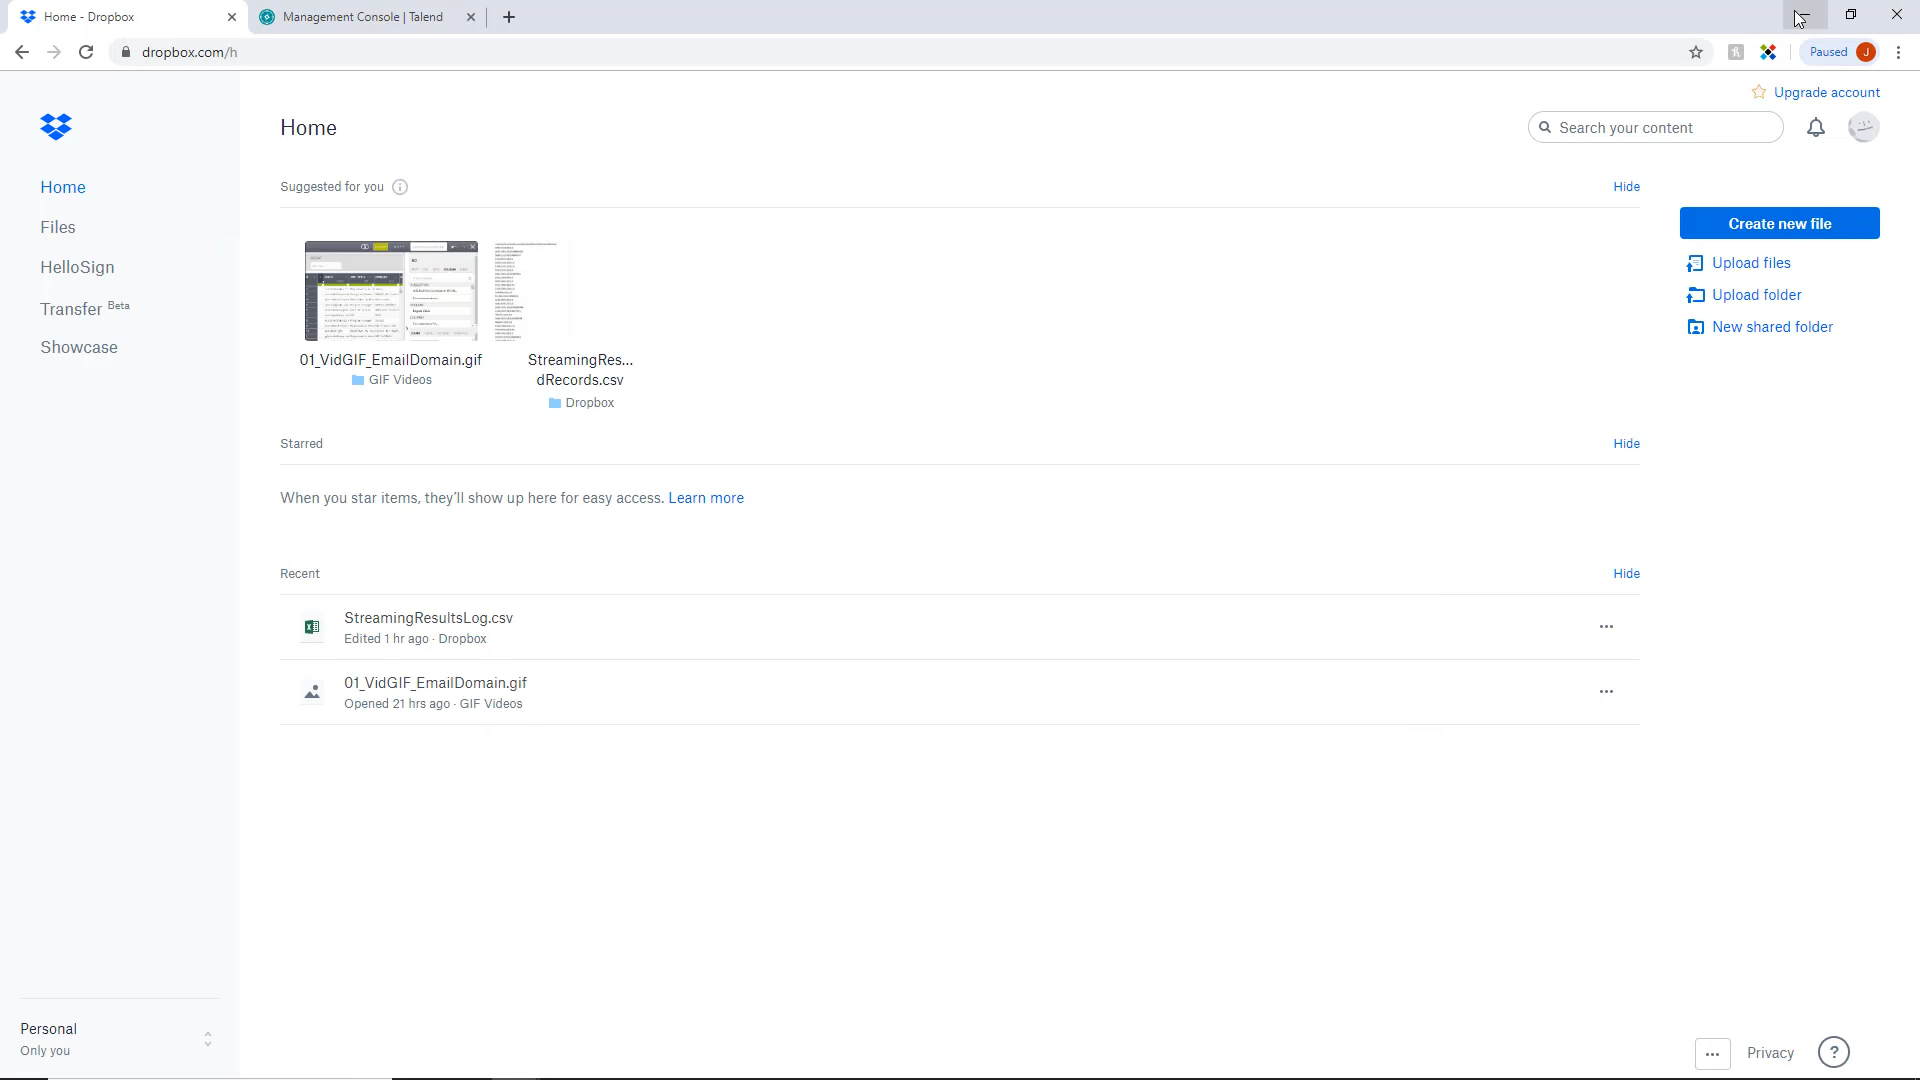 Home - Dropbox
Management Console | Talend
dropbox.com/h
Paused
J
Upgrade account
Home
Search your content
Home
Files
HelloSign
Transfer Beta
Showcase
Suggested for you
Hide
01_VidGIF_EmailDomain.gif
GIF Videos
StreamingRes...
dRecords.csv
Dropbox
Create new file
Upload files
Upload folder
New shared folder
Starred
Hide
When you star items, they'll show up here for easy access. Learn more
Recent
Hide
StreamingResultsLog.csv
Edited 1 hr ago · Dropbox
01_VidGIF_EmailDomain.gif
Opened 21 hrs ago · GIF Videos
Personal
Only you
Privacy
?